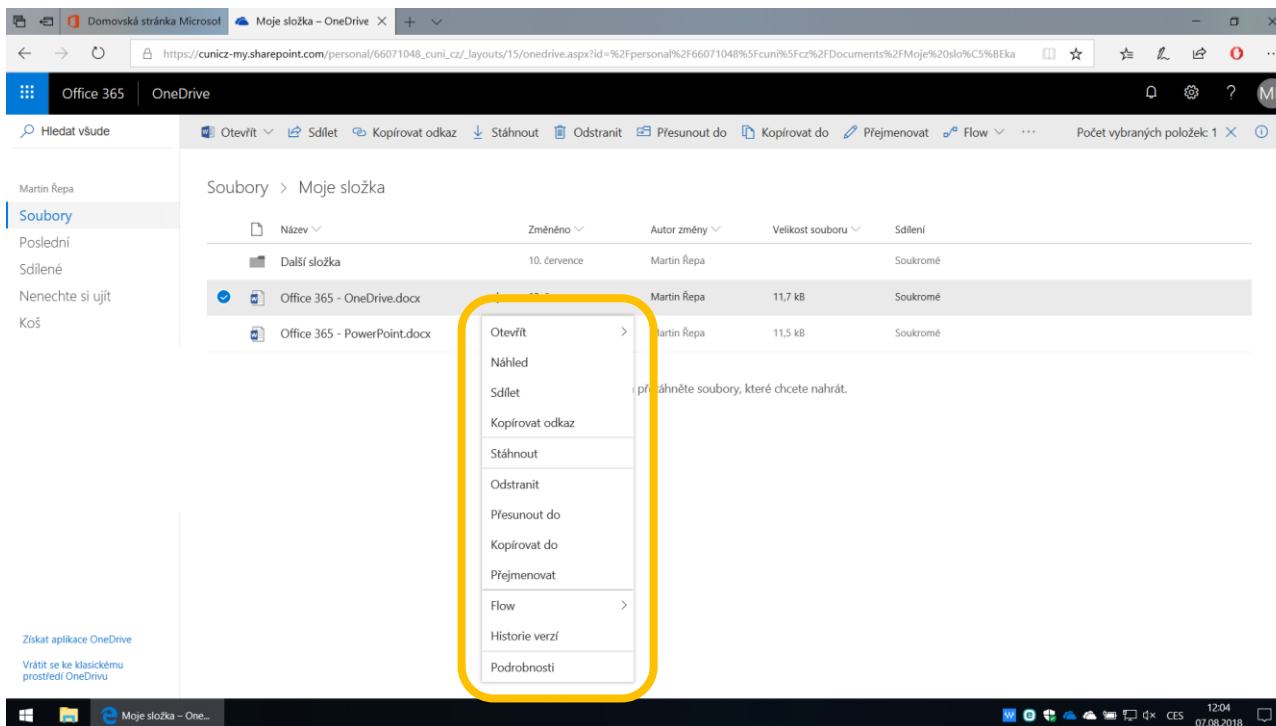 Domovská stránka Microsof
Moje složka – OneDrive
https://cunicz-my.sharepoint.com/personal/66071048_cuni_cz/_layouts/15/onedrive.aspx?id=%2Fpersonal%2F66071048%5Fcuni%5Fcz%2FDocuments%2FMoje%20slo%C5%BEka
Office 365 OneDrive
Hledat všude
Otevřít Sdílet Kopírovat odkaz Stáhnout Odstranit Přesunout do Kopírovat do Přejmenovat Flow ··· Počet vybraných položek: 1
Martin Řepa
Soubory > Moje složka
Soubory
Poslední
Sdílené
Nenechte si ujít
Koš
Název Změněno Autor změny Velikost souboru Sdílení
Další složka 10. července Martin Řepa Soukromé
Office 365 - OneDrive.docx Martin Řepa 11,7 kB Soukromé
Office 365 - PowerPoint.docx Martin Řepa 11,5 kB Soukromé
přetáhněte soubory, které chcete nahrát.
Otevřít
Náhled
Sdílet
Kopírovat odkaz
Stáhnout
Odstranit
Přesunout do
Kopírovat do
Přejmenovat
Flow
Historie verzí
Podrobnosti
Získat aplikace OneDrive
Vrátit se ke klasickému
prostředí OneDrivu
Moje složka – One...
CES
12:04
07.08.2018